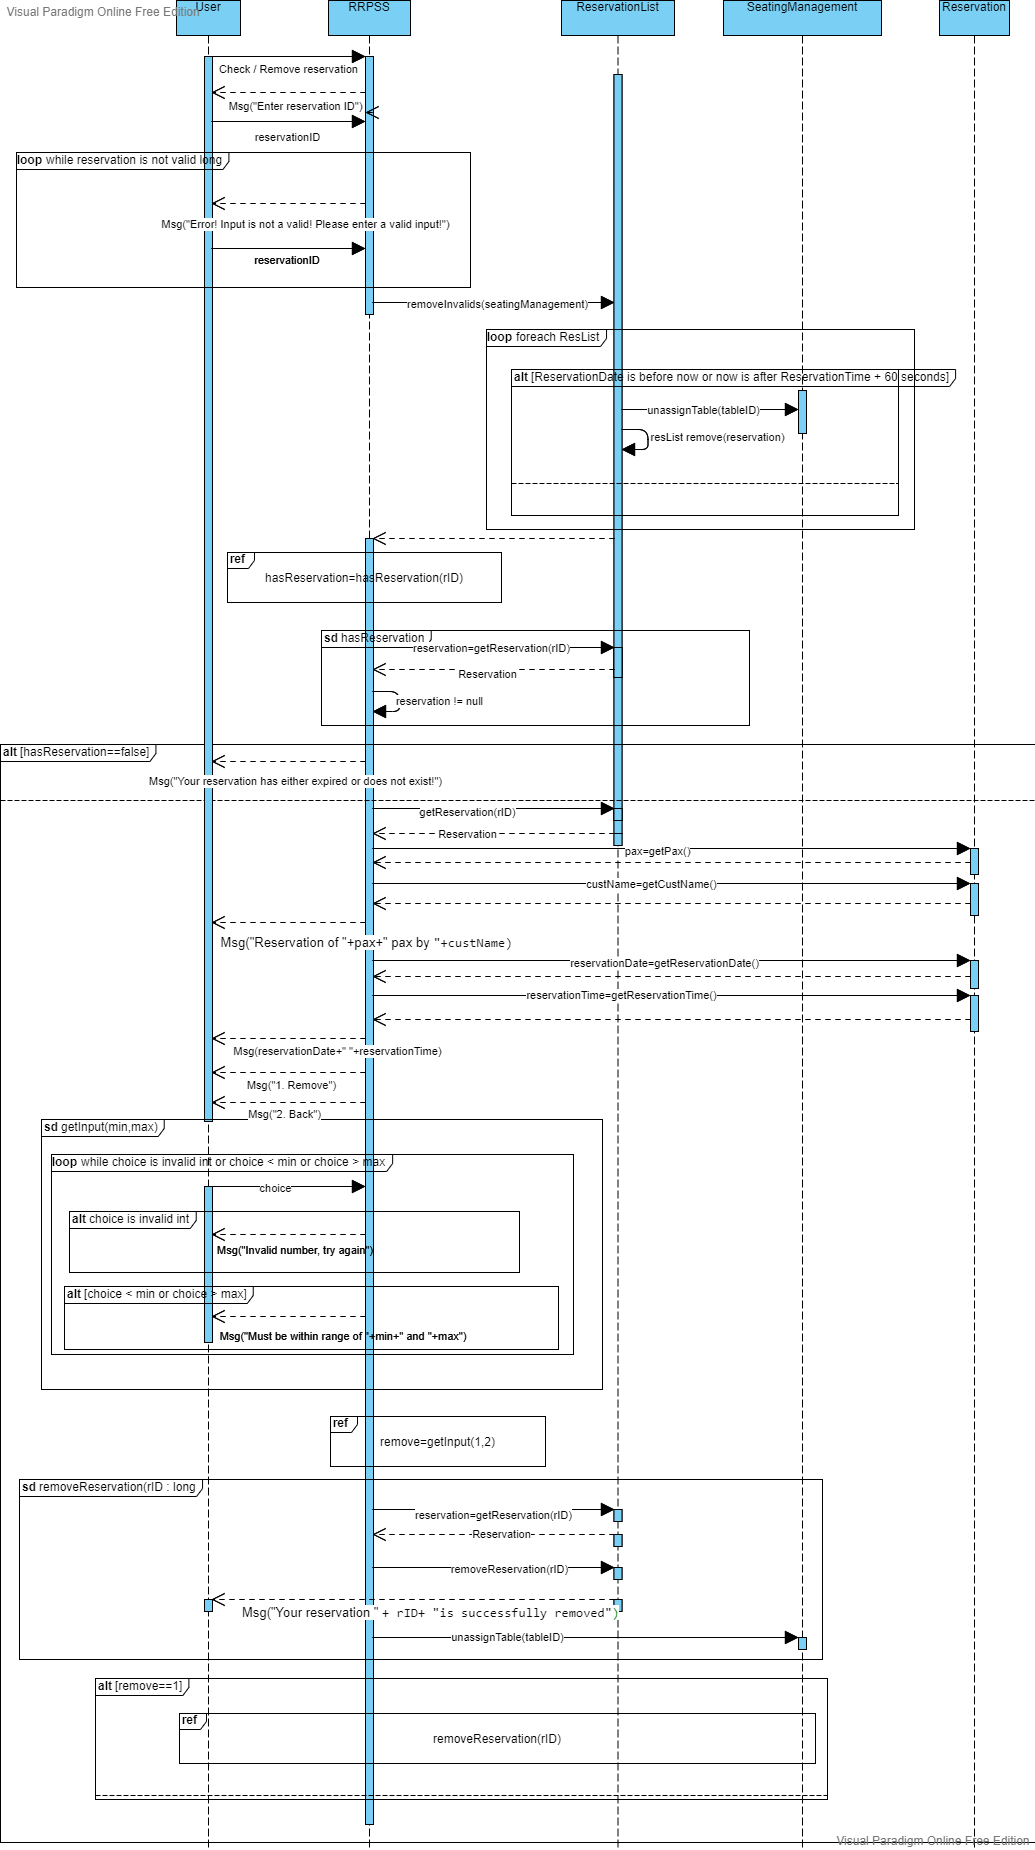 Visual Paradigm Online Free Edition
User
RRPSS
ReservationList
SeatingManagement
Reservation
Check / Remove reservation
Msg("Enter reservation ID")
reservationID
loop while reservation is not valid long
Msg("Error! Input is not a valid! Please enter a valid input!")
reservationID
removeInvalids(seatingManagement)
loop foreach ResList
alt [ReservationDate is before now or now is after ReservationTime + 60 seconds]
unassignTable(tableID)
resList remove(reservation)
ref
hasReservation=hasReservation(rID)
sd hasReservation
reservation=getReservation(rID)
Reservation
reservation != null
alt [hasReservation==false]
Msg("Your reservation has either expired or does not exist!")
getReservation(rID)
Reservation
pax=getPax()
custName=getCustName()
Msg("Reservation of "+pax+" pax by "+custName)
reservationDate=getReservationDate()
reservationTime=getReservationTime()
Msg(reservationDate+" "+reservationTime)
Msg("1. Remove")
Msg("2. Back")
sd getInput(min,max)
loop while choice is invalid int or choice < min or choice > max
choice
alt choice is invalid int
Msg("Invalid number, try again")
alt [choice < min or choice > max]
Msg("Must be within range of "+min+" and "+max")
ref
remove=getInput(1,2)
sd removeReservation(rID : long
reservation=getReservation(rID)
Reservation
removeReservation(rID)
Msg("Your reservation " + rID+ "is successfully removed")
unassignTable(tableID)
alt [remove==1]
ref
removeReservation(rID)
Visual Paradigm Online Free Edition